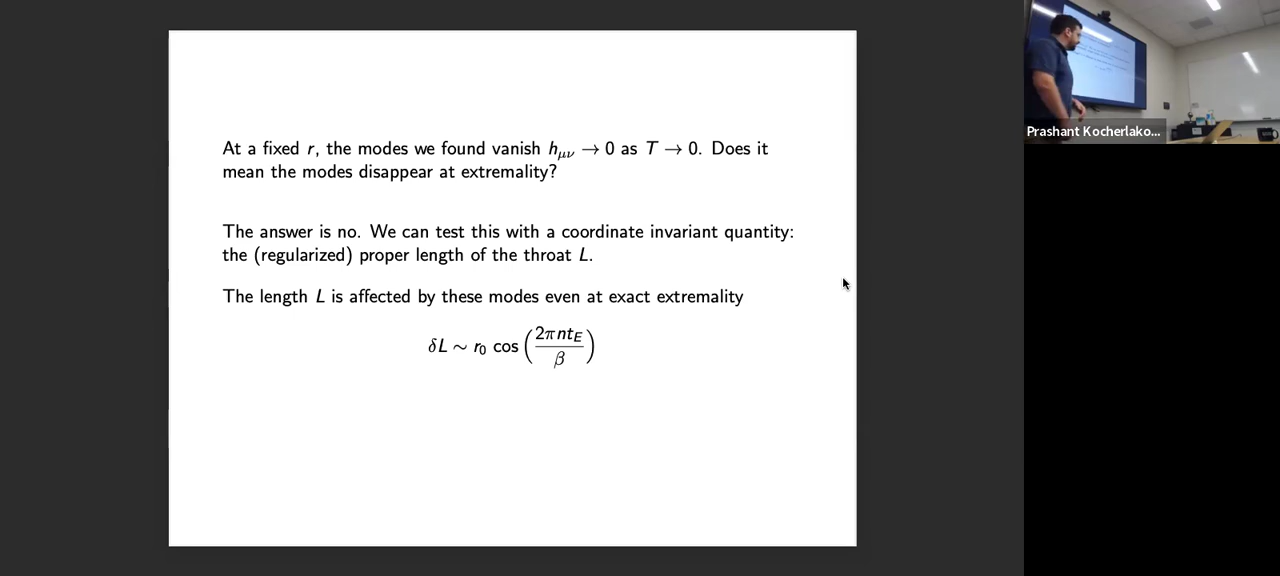 At a fixed r, the modes we found vanish h_{μν} → 0 as T → 0. Does it
mean the modes disappear at extremality?
The answer is no. We can test this with a coordinate invariant quantity:
the (regularized) proper length of the throat L.
The length L is affected by these modes even at exact extremality
δL ∼ r₀ cos (2πnt_E / β)
Prashant Kocherlako...